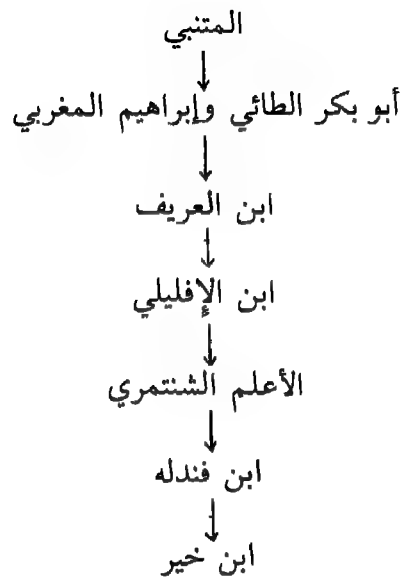 المتنبي
أبو بكر الطائي وإبراهيم المغربي
ابن العريف
ابن الإفليلي
الأعلم الشنتمري
ابن فندله
ابن خير